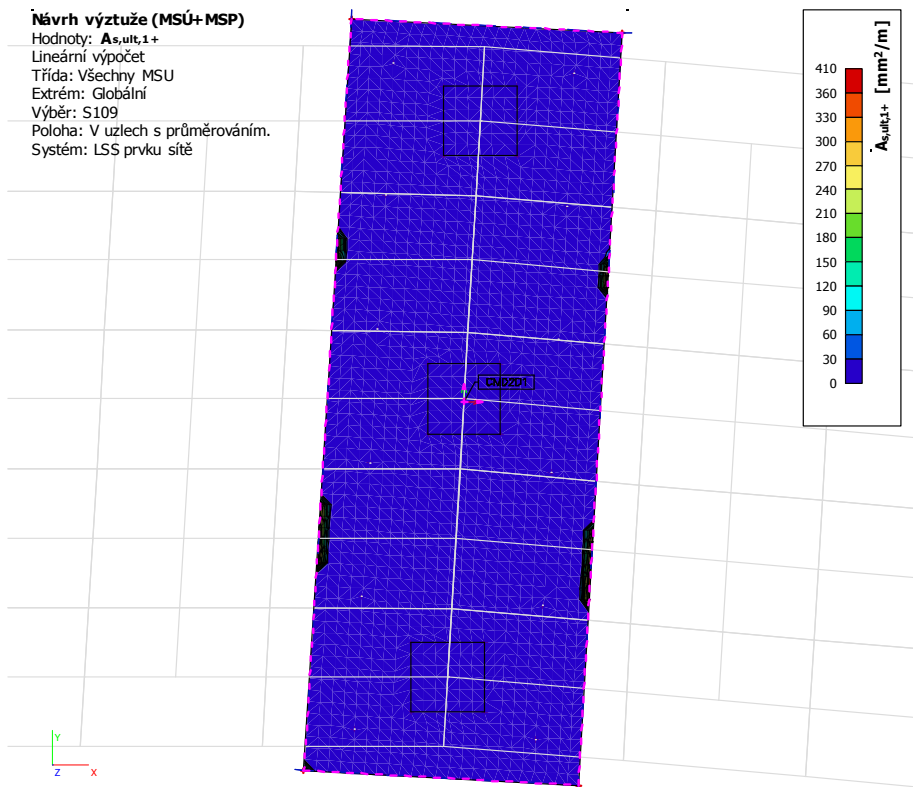 Návrh výztuže (MSÚ+MSP)
Hodnoty: As,ult,1+
Lineární výpočet
Třída: Všechny MSU
Extrém: Globální
Výběr: S109
Poloha: V uzlech s průměrováním.
Systém: LSS prvku sítě
410
360
330
300
270
240
210
180
150
120
90
60
30
0
As,ult,1+ [mm²/m]
CMD2D1
Y
Z X